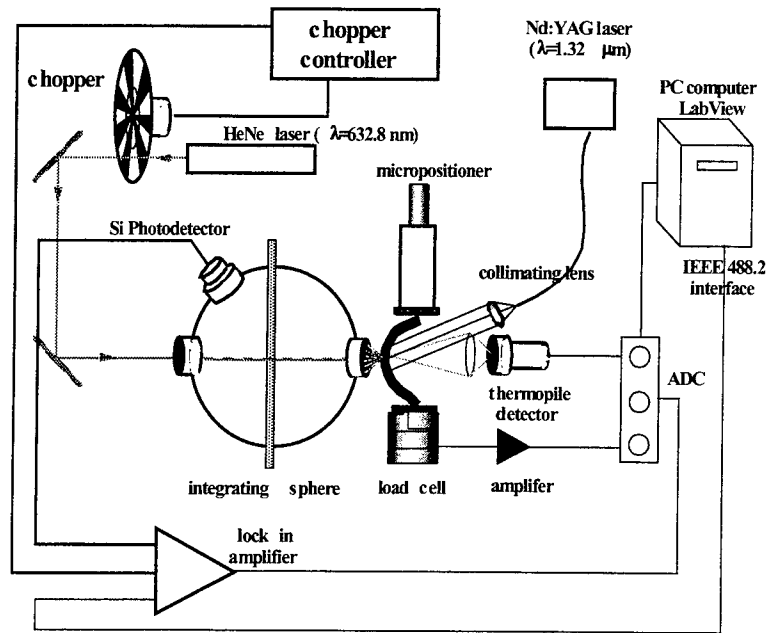 chopper
controller
Nd:YAG laser
(λ=1.32 µm)
chopper
PC computer
LabView
HeNe laser ( λ=632.8 nm)
micropositioner
Si Photodetector
collimating lens
IEEE 488.2
interface
ADC
thermopile
detector
integrating sphere
load cell
amplifer
lock in
amplifier